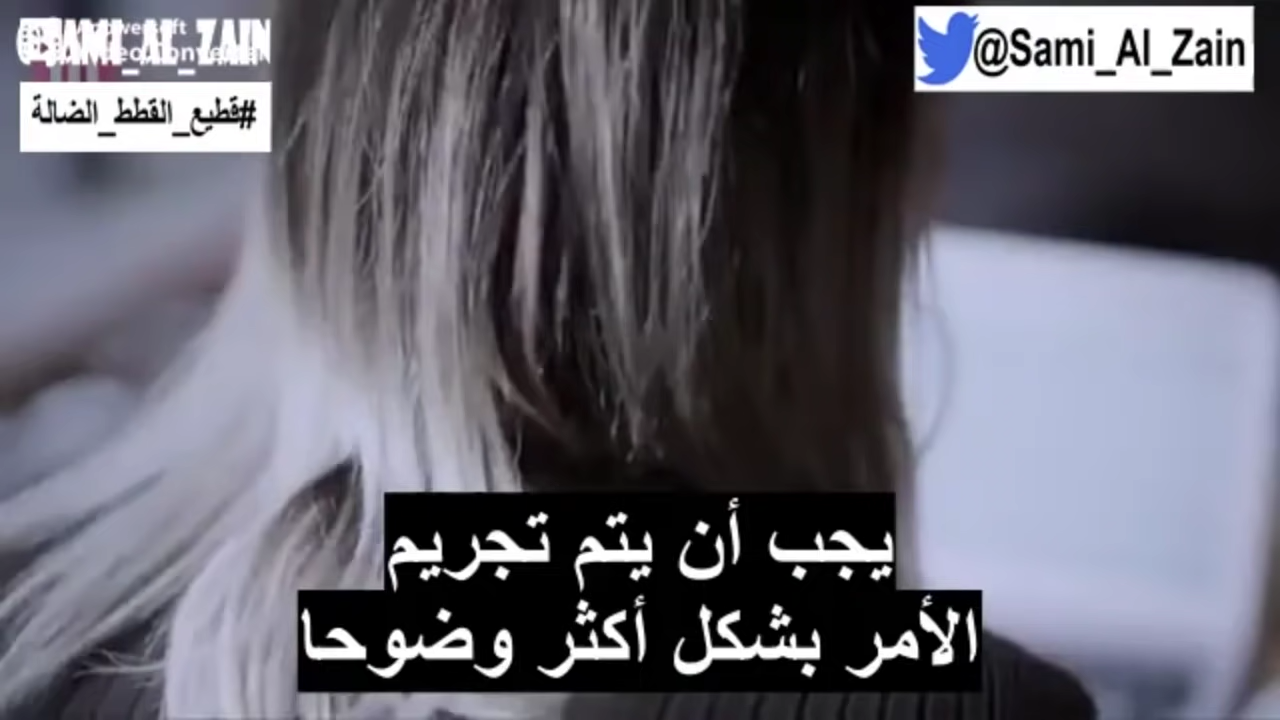 @SAMI_AL_ZAIN
@Sami_Al_Zain
#قطيع_القطط_الضالة
يجب أن يتم تجريم
الأمر بشكل أكثر وضوحا